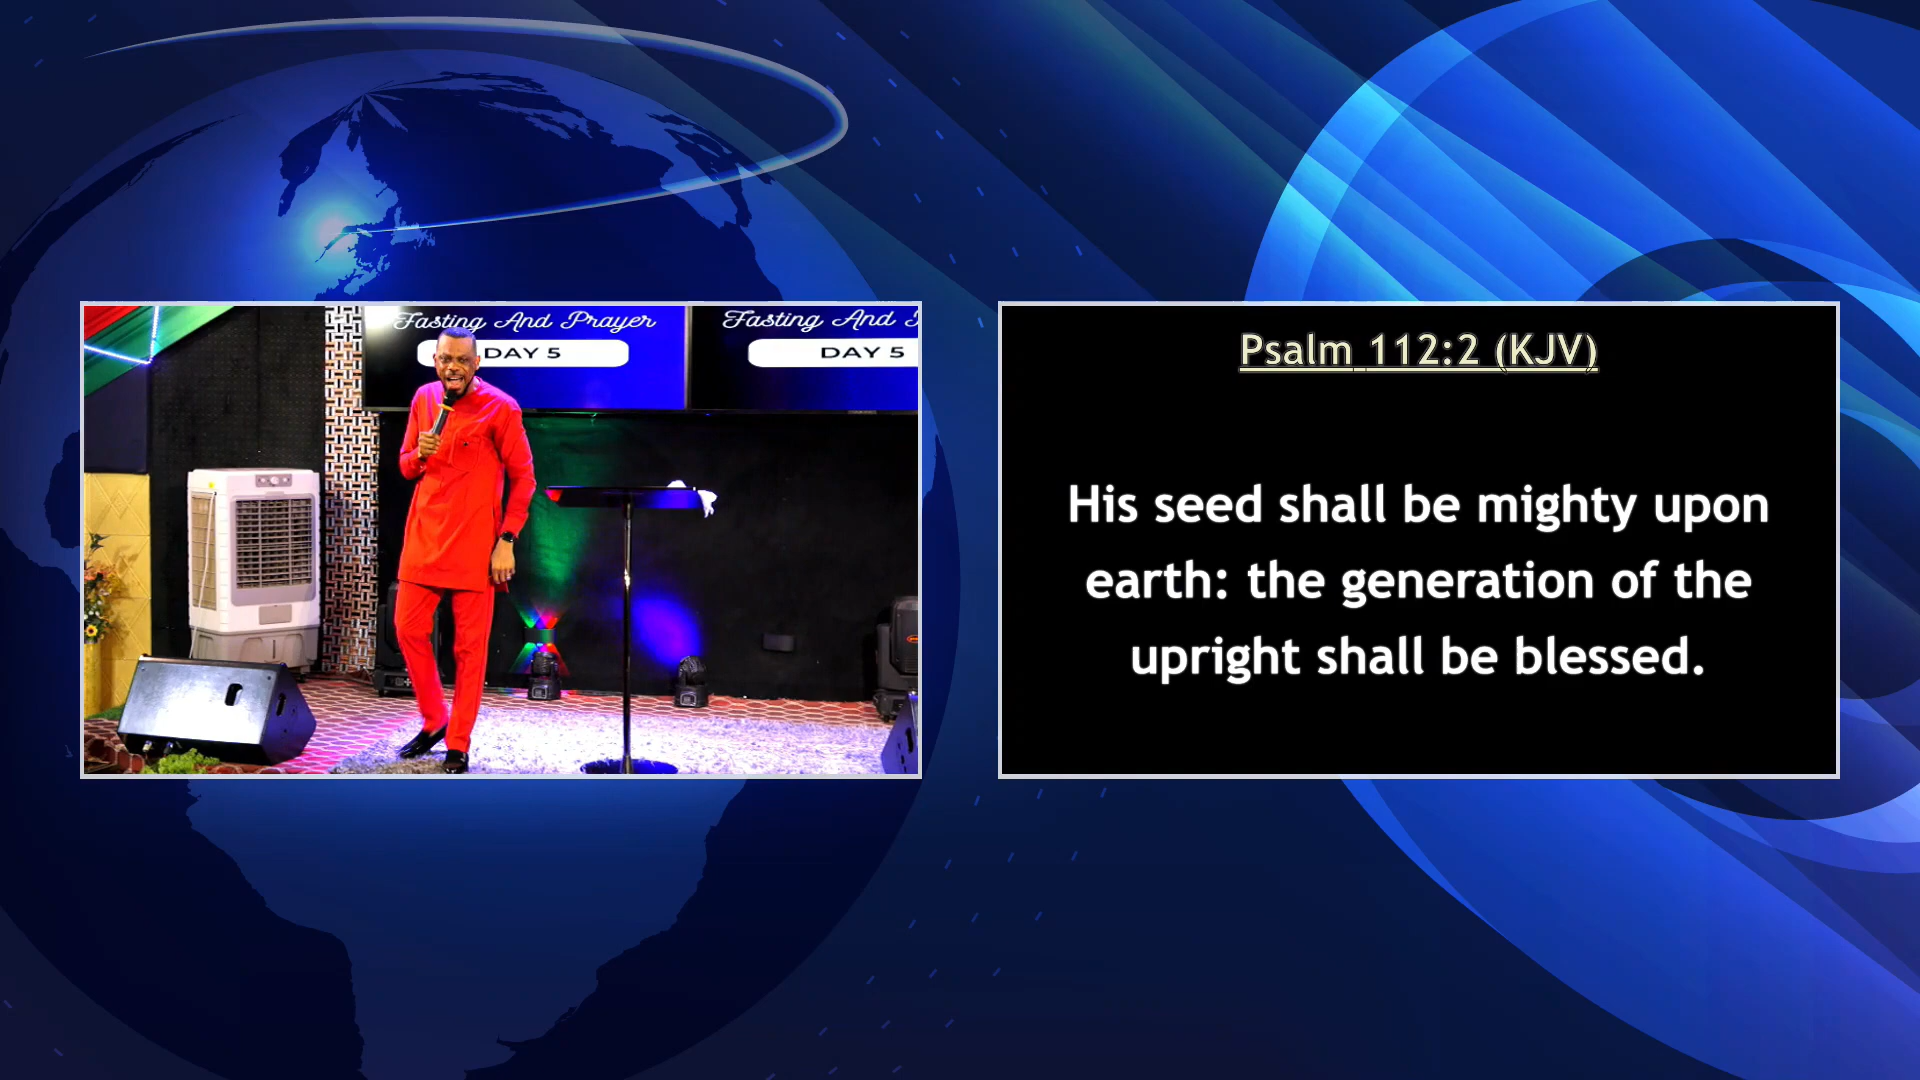 Fasting And Prayer
DAY 5
Fasting And
DAY 5
Psalm 112:2 (KJV)
His seed shall be mighty upon
earth: the generation of the
upright shall be blessed.